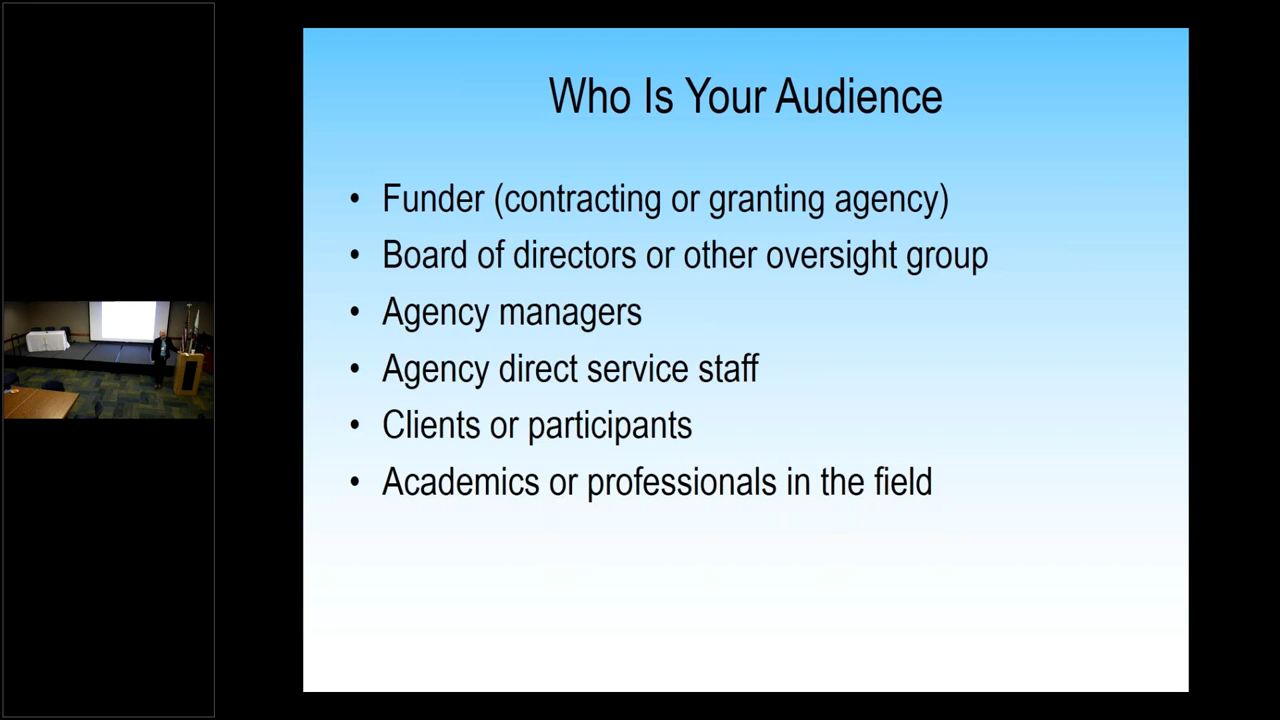 Who Is Your Audience
• Funder (contracting or granting agency)
• Board of directors or other oversight group
• Agency managers
• Agency direct service staff
• Clients or participants
• Academics or professionals in the field